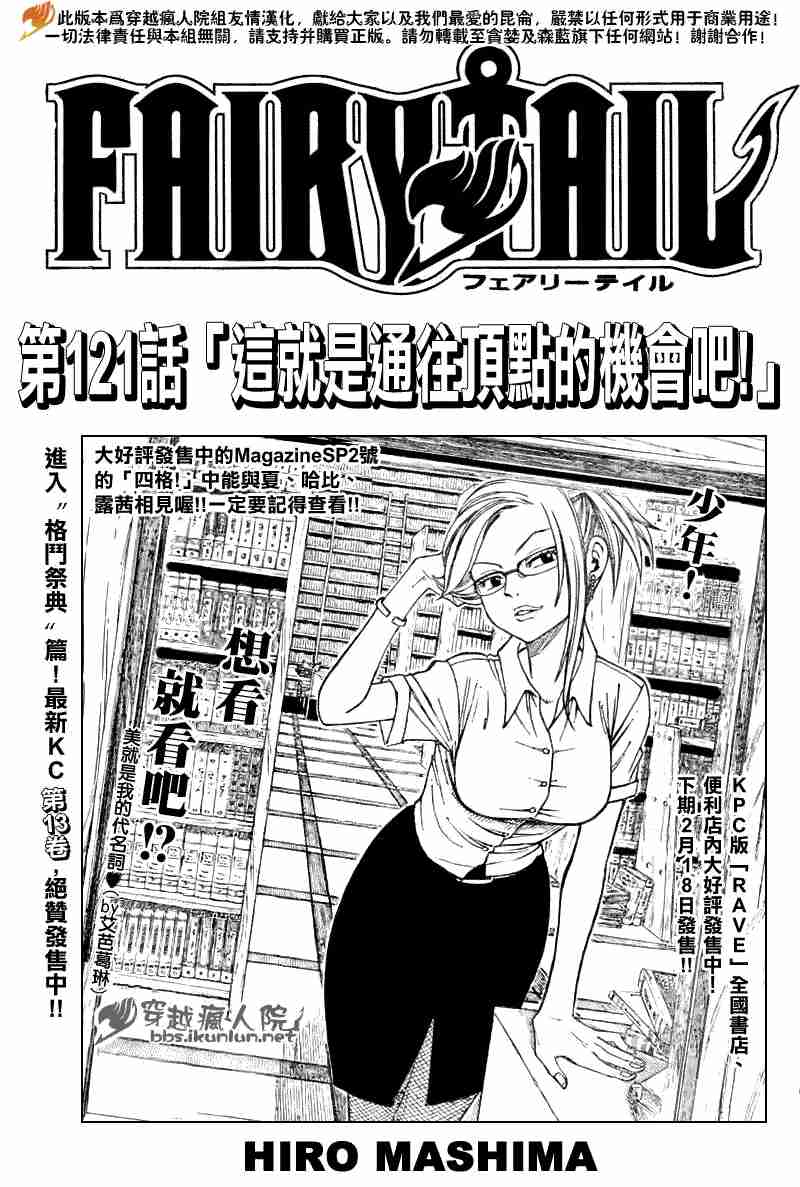 此版本爲穿越瘋人院組友情漢化，獻給大家以及我們最愛的昆侖，嚴禁以任何形式用于商業用途！
一切法律責任與本組無關，請支持并購買正版。請勿轉載至貪婪及森藍旗下任何網站！謝謝合作！
FAIRY TAIL
フェアリーテイル
第121話「這就是通往頂點的機會吧!」
大好評發售中的MagazineSP2號
的「四格!」中能與夏、哈比、
露茜相見喔!!一定要記得查看!!
少年！
想看
就看吧!?
美就是我的代名詞♥（by艾芭葛琳）
KPC版「RAVE」全國書店、
便利店內大好評發售中！
下期2月18日發售!!
進入〝格鬥祭典〞篇！最新KC第13卷，絕贊發售中!!
穿越瘋人院
bbs.ikunlun.net
HIRO MASHIMA